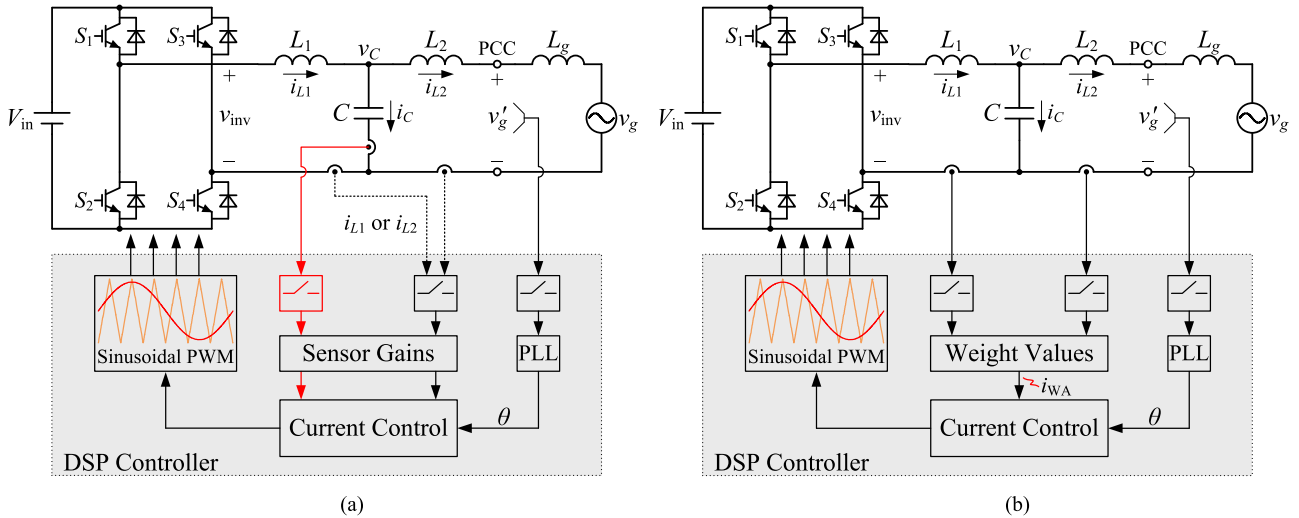 S1 S3 L1 vC L2 PCC Lg
+ iL1 iL2 +
Vin vinv C iC v′g vg
− −
S2 S4
iL1 or iL2
Sinusoidal PWM Sensor Gains PLL
Current Control θ
DSP Controller
(a)
S1 S3 L1 vC L2 PCC Lg
+ iL1 iL2 +
Vin vinv C iC v′g vg
− −
S2 S4
Sinusoidal PWM Weight Values PLL
iWA
Current Control θ
DSP Controller
(b)